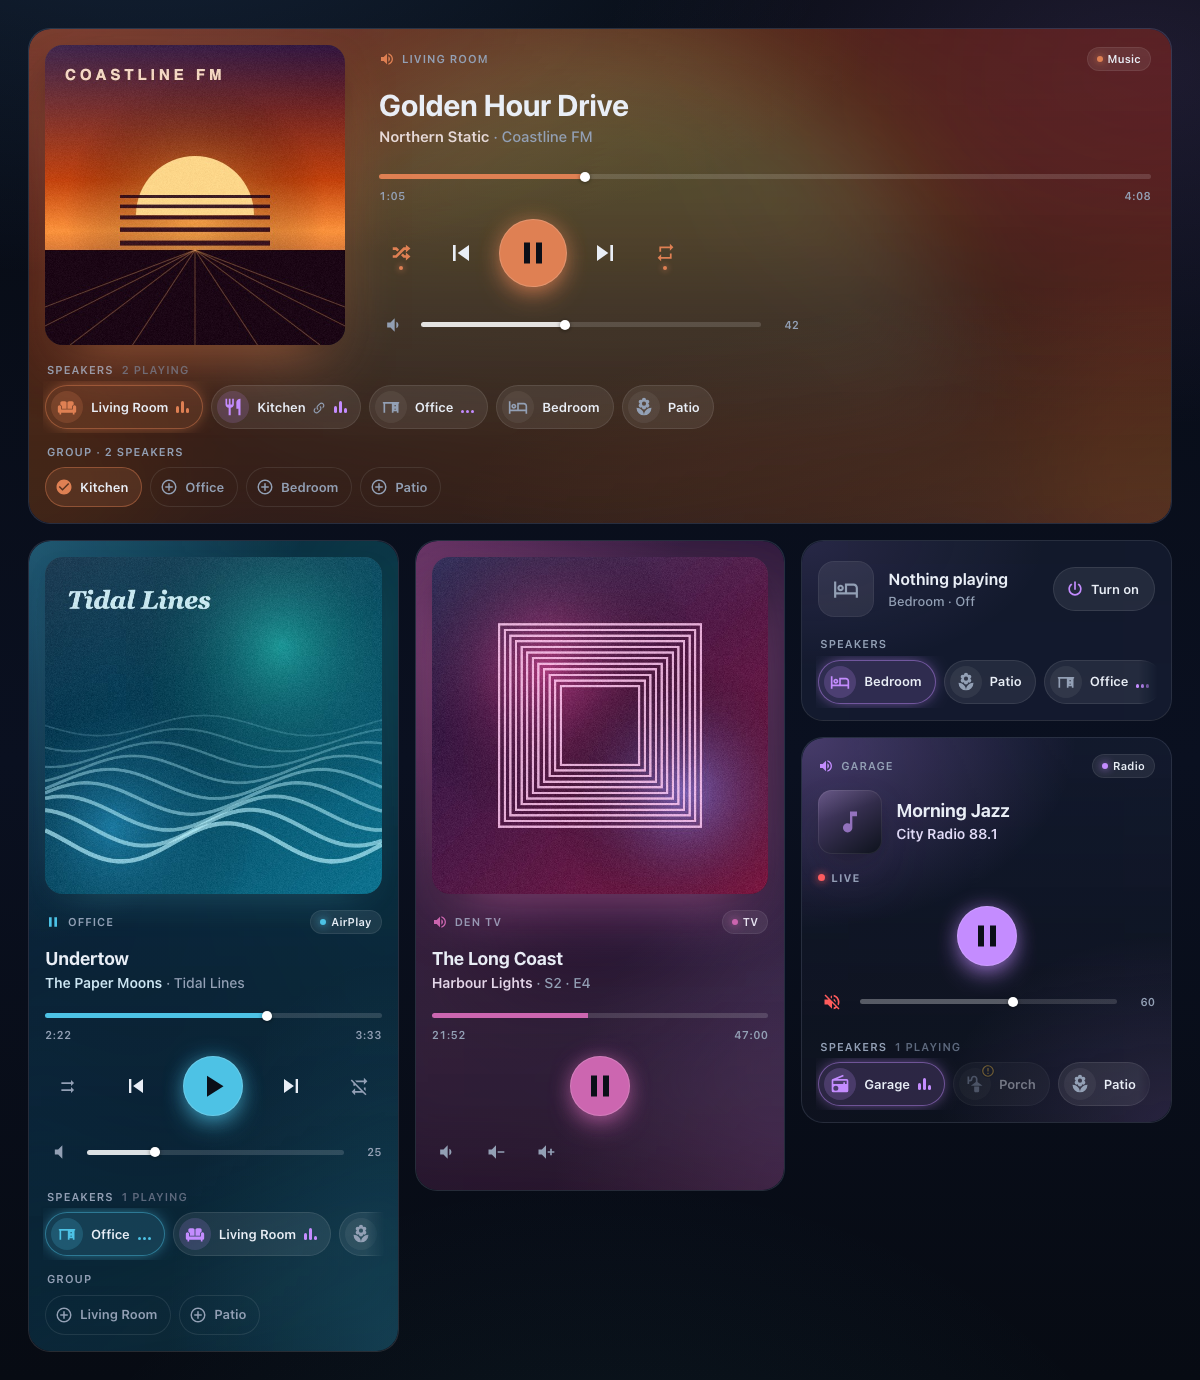 COASTLINE FM
LIVING ROOM
Music
Golden Hour Drive
Northern Static · Coastline FM
1:05
4:08
42
SPEAKERS 2 PLAYING
Living Room
Kitchen
Office
Bedroom
Patio
GROUP · 2 SPEAKERS
Kitchen
Office
Bedroom
Patio
Tidal Lines
OFFICE
AirPlay
Undertow
The Paper Moons · Tidal Lines
2:22
3:33
25
SPEAKERS 1 PLAYING
Office
Living Room
GROUP
Living Room
Patio
DEN TV
TV
The Long Coast
Harbour Lights · S2 · E4
21:52
47:00
Nothing playing
Bedroom · Off
Turn on
SPEAKERS
Bedroom
Patio
Office
GARAGE
Radio
Morning Jazz
City Radio 88.1
LIVE
60
SPEAKERS 1 PLAYING
Garage
Porch
Patio